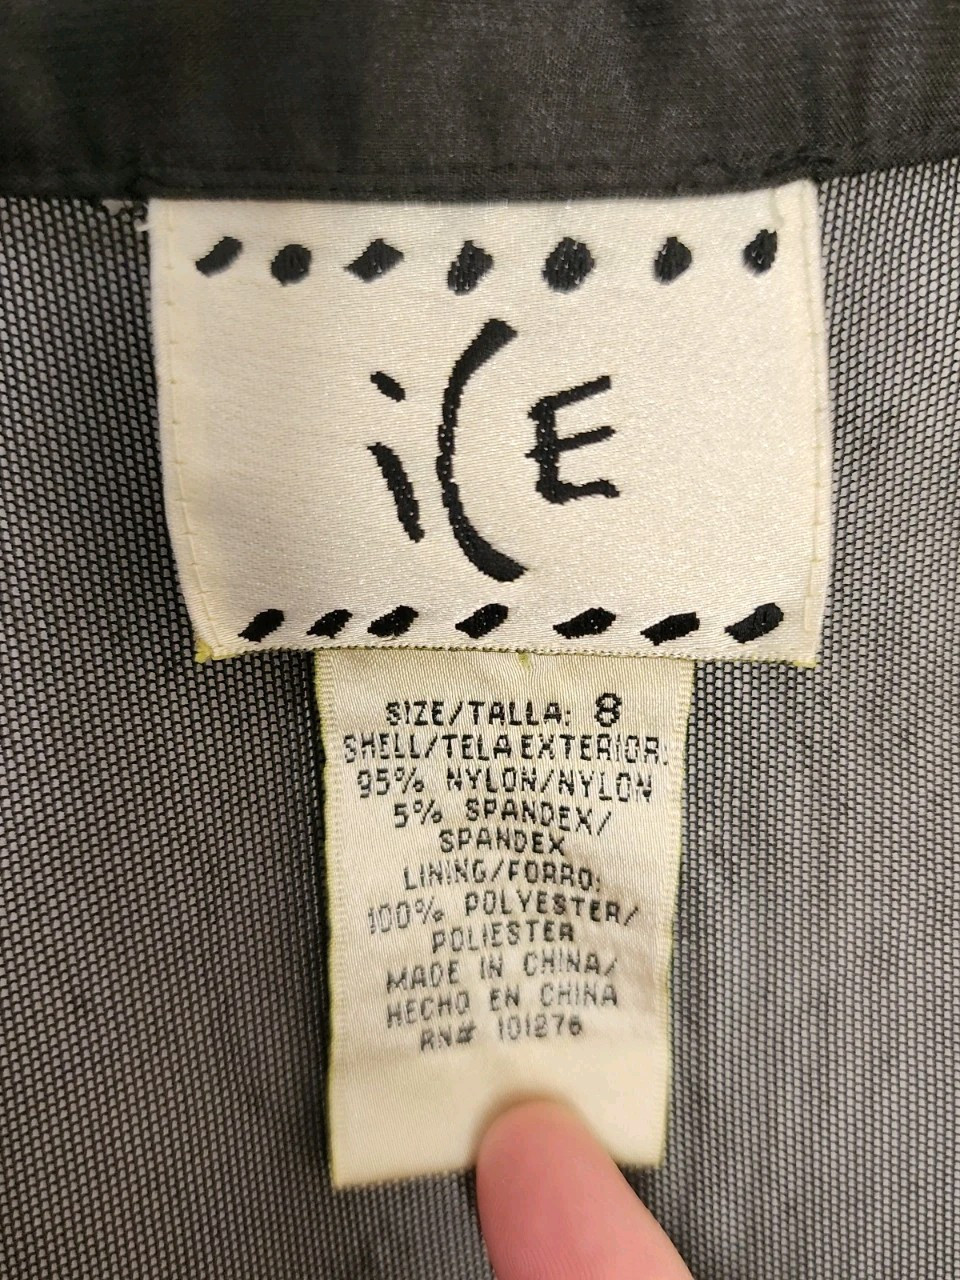 iCE
SIZE/TALLA: 8
SHELL/TELA EXTERIOR:
95% NYLON/NYLON
5% SPANDEX/
SPANDEX
LINING/FORRO:
100% POLYESTER/
POLIESTER
MADE IN CHINA/
HECHO EN CHINA
RN# 101276